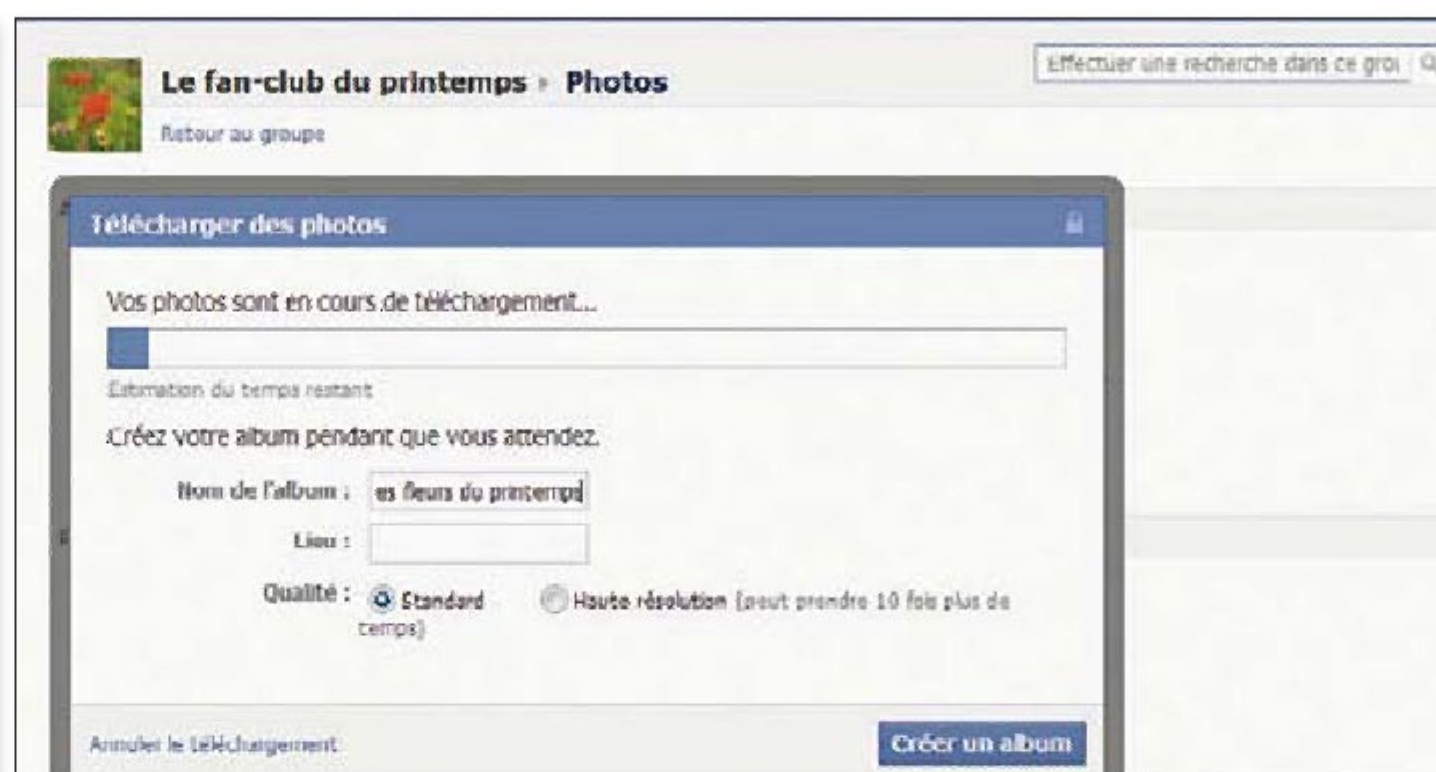 Le fan-club du printemps » Photos
Effectuer une recherche dans ce grou
Retour au groupe
Télécharger des photos
Vos photos sont en cours de téléchargement...
Estimation du temps restant
Créez votre album pendant que vous attendez.
Nom de l'album : es fleurs du printemps
Lieu :
Qualité : Standard Haute résolution (peut prendre 10 fois plus de
temps)
Annuler le téléchargement
Créer un album